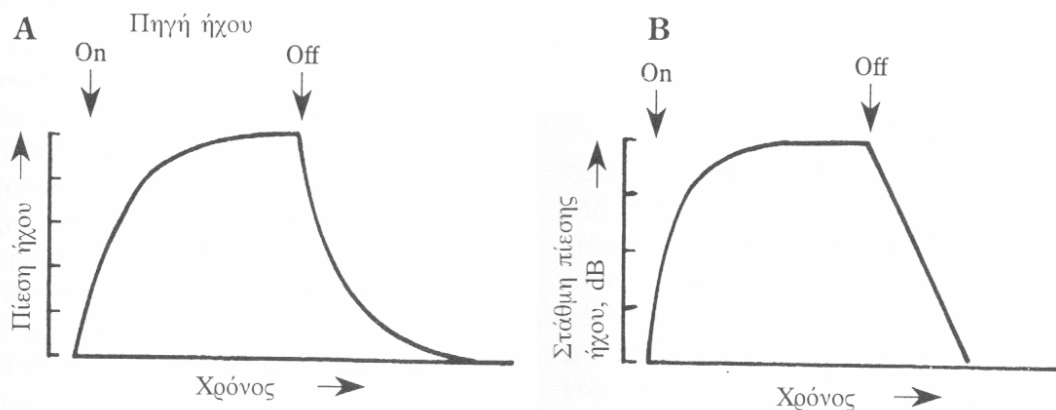 A
Πηγή ήχου
On
Off
Πίεση ήχου
Χρόνος
B
On
Off
Στάθμη πίεσης
ήχου, dB
Χρόνος